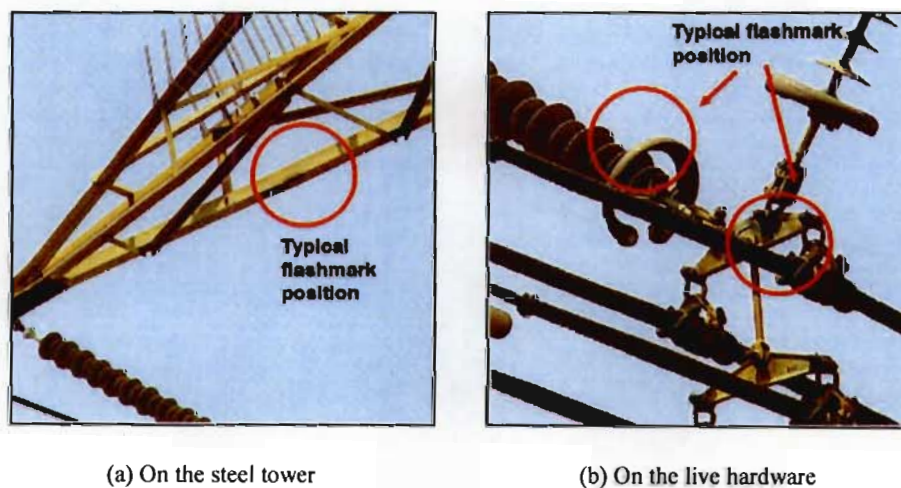 Typical
flashmark
position
Typical flashmark
position
(a) On the steel tower
(b) On the live hardware